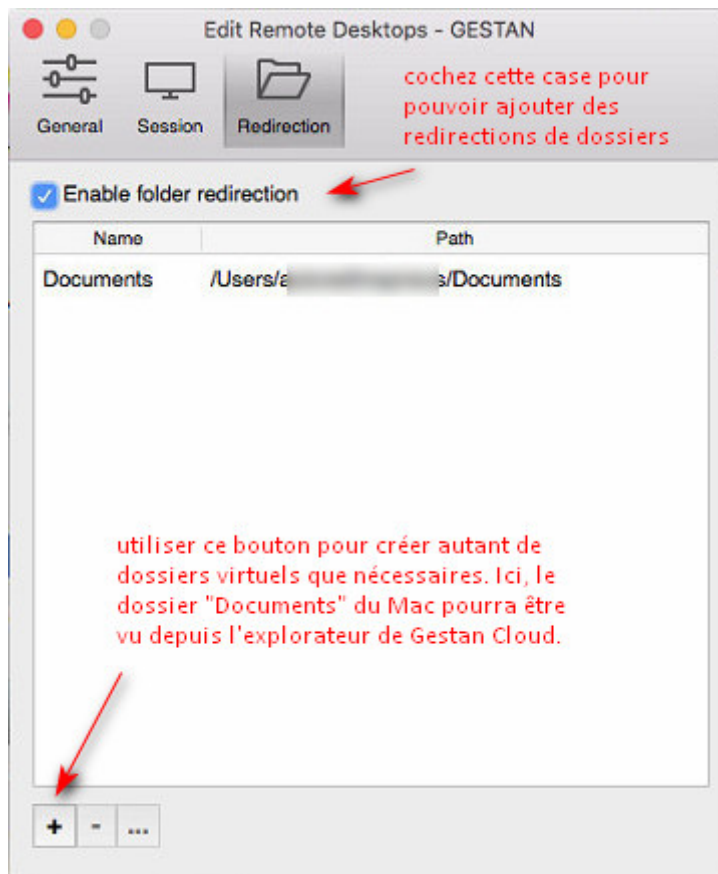 Edit Remote Desktops - GESTAN
General Session Redirection
cochez cette case pour
pouvoir ajouter des
redirections de dossiers
Enable folder redirection
Name Path
Documents /Users/a s/Documents
utiliser ce bouton pour créer autant de
dossiers virtuels que nécessaires. Ici, le
dossier "Documents" du Mac pourra être
vu depuis l'explorateur de Gestan Cloud.
+ - ...